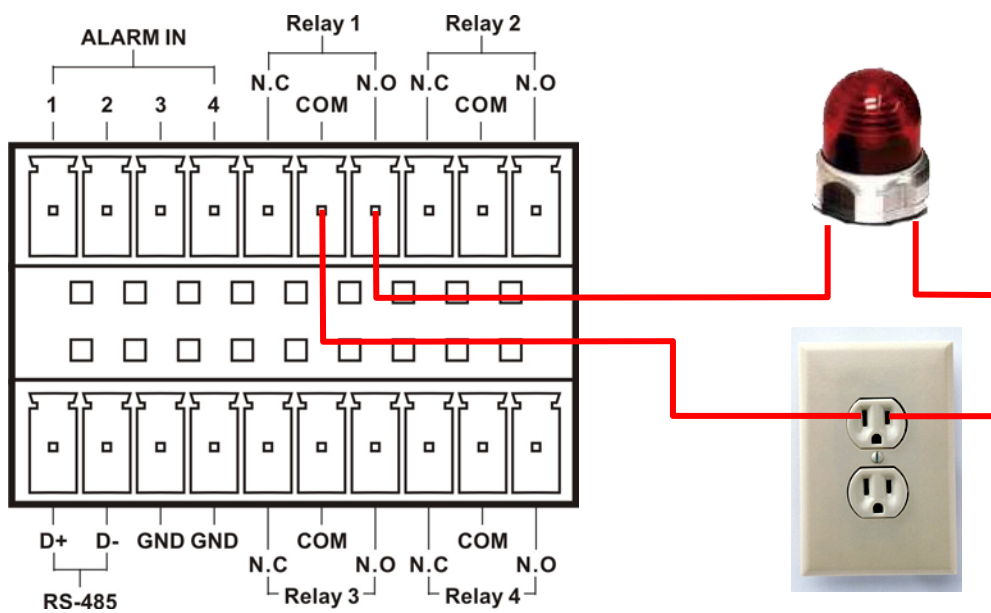 Relay 1 Relay 2
ALARM IN
N.C N.O N.C N.O
1 2 3 4 COM COM
D+ D- GND GND COM COM
N.C N.O N.C N.O
RS-485 Relay 3 Relay 4